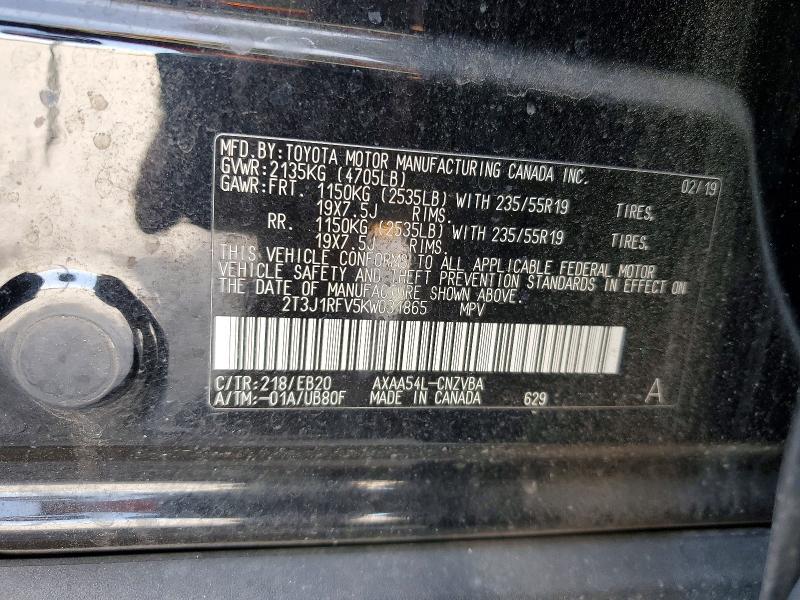 MFD.BY: TOYOTA MOTOR MANUFACTURING CANADA INC. 02/19
GVWR: 2135KG (4705LB)
GAWR: FRT. 1150KG (2535LB) WITH 235/55R19 TIRES,
19X7.5J RIMS.
RR. 1150KG (2535LB) WITH 235/55R19 TIRES,
19X7.5J RIMS.
THIS VEHICLE CONFORMS TO ALL APPLICABLE FEDERAL MOTOR
VEHICLE SAFETY AND THEFT PREVENTION STANDARDS IN EFFECT ON
THE DATE OF MANUFACTURE SHOWN ABOVE.
2T3J1RFV5KW031865 MPV
C/TR: 218/EB20 AXAA54L-CNZVBA
A/TM:-01A/UB80F MADE IN CANADA 629 A